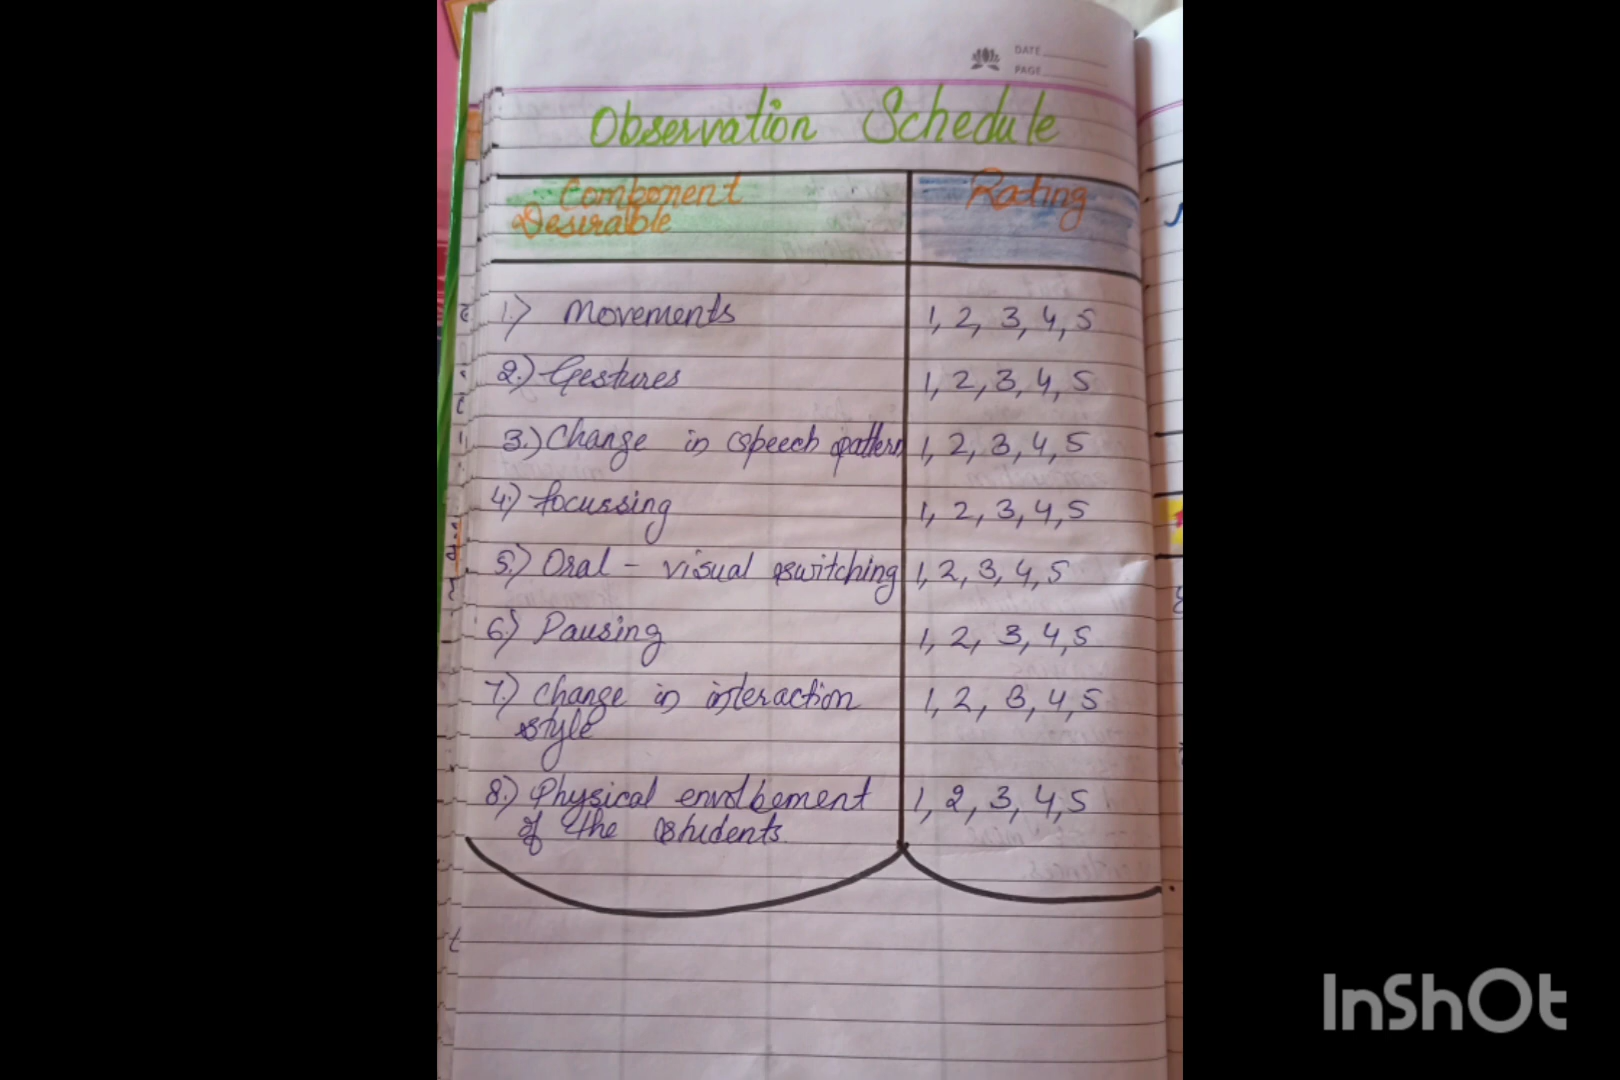 DATE
PAGE
Observation Schedule
Component Rating
Desirable
1.) Movements 1, 2, 3, 4, 5
2.) Gestures 1, 2, 3, 4, 5
3.) Change in speech pattern 1, 2, 3, 4, 5
4.) focussing 1, 2, 3, 4, 5
5.) Oral - visual switching 1, 2, 3, 4, 5
6.) Pausing 1, 2, 3, 4, 5
7.) Change in interaction 1, 2, 3, 4, 5
style
8.) Physical envolbement 1, 2, 3, 4, 5
of the students.
InShOt